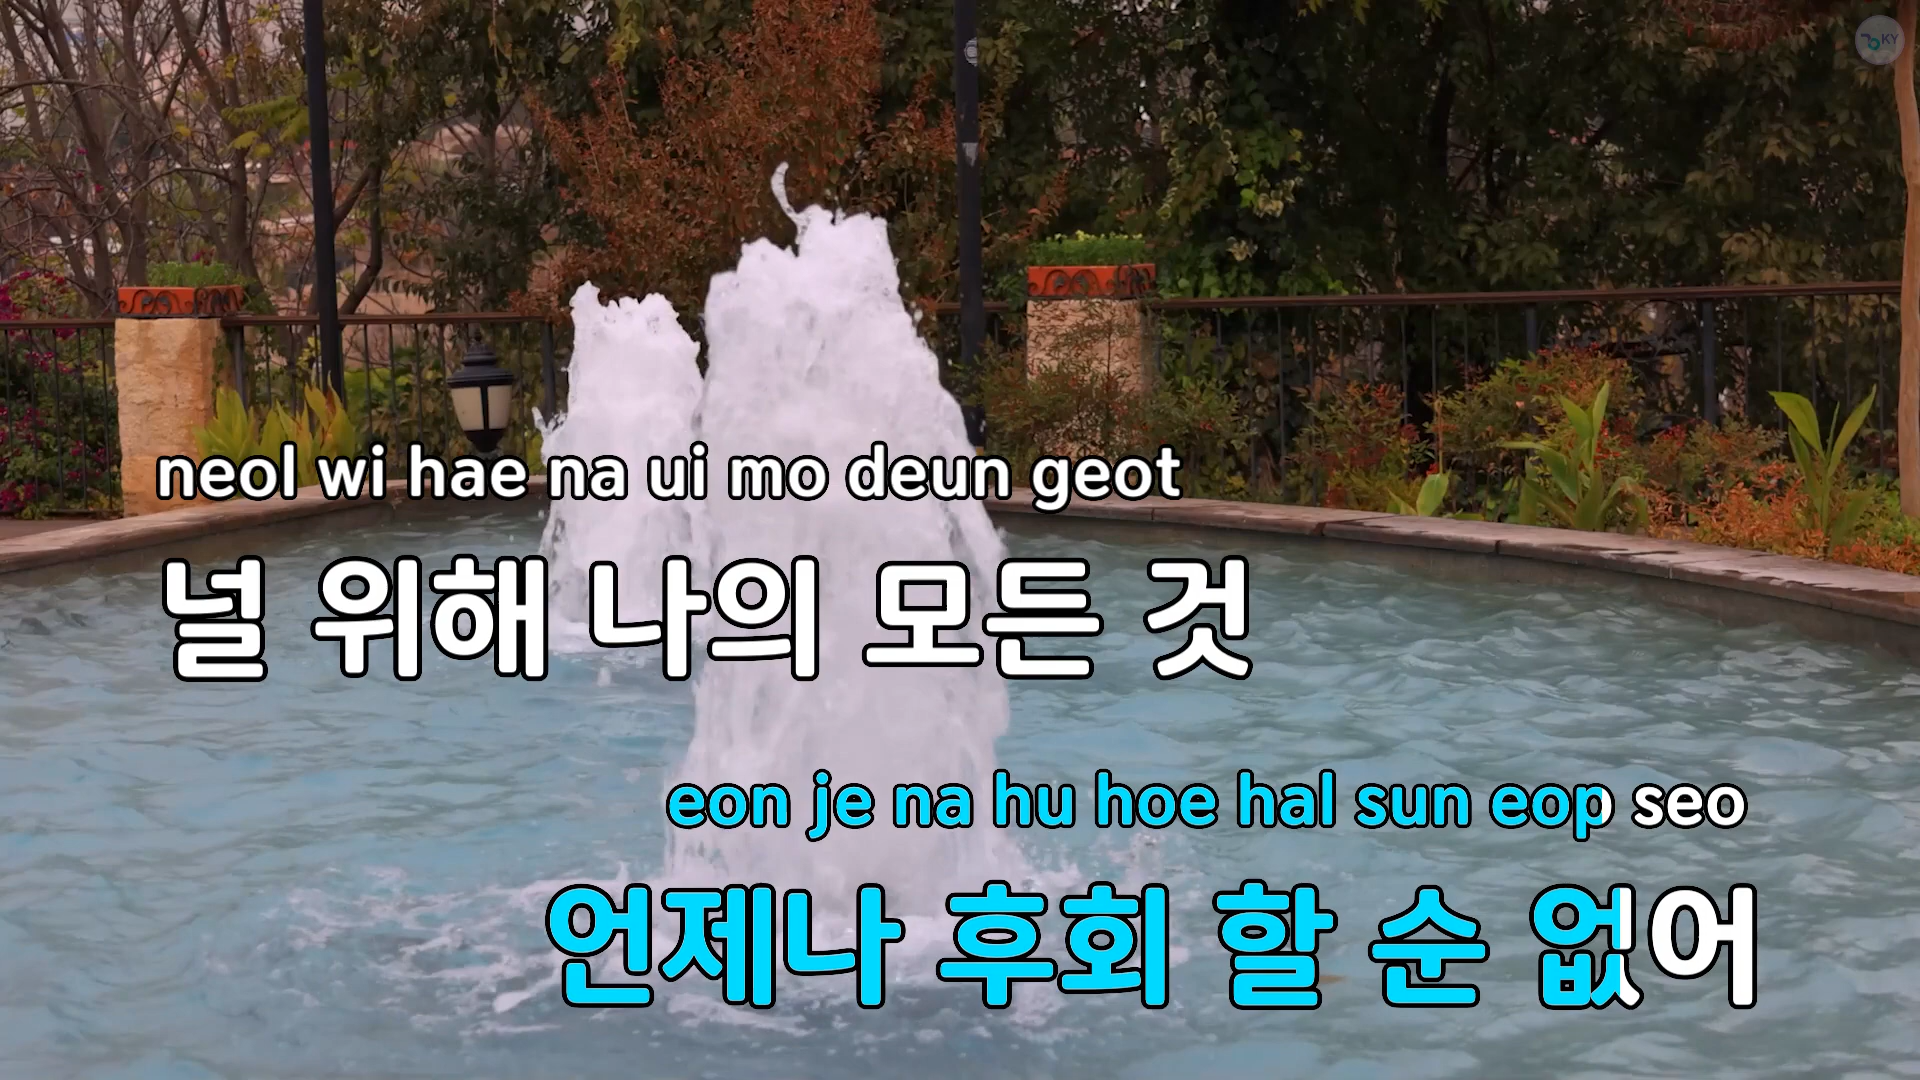 KY
neol wi hae na ui mo deun geot
널 위해 나의 모든 것
eon je na hu hoe hal sun eop seo
언제나 후회 할 순 없어